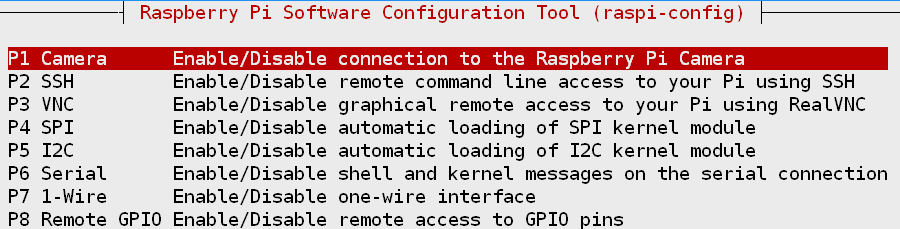 Raspberry Pi Software Configuration Tool (raspi-config)
P1 Camera Enable/Disable connection to the Raspberry Pi Camera
P2 SSH Enable/Disable remote command line access to your Pi using SSH
P3 VNC Enable/Disable graphical remote access to your Pi using RealVNC
P4 SPI Enable/Disable automatic loading of SPI kernel module
P5 I2C Enable/Disable automatic loading of I2C kernel module
P6 Serial Enable/Disable shell and kernel messages on the serial connection
P7 1-Wire Enable/Disable one-wire interface
P8 Remote GPIO Enable/Disable remote access to GPIO pins